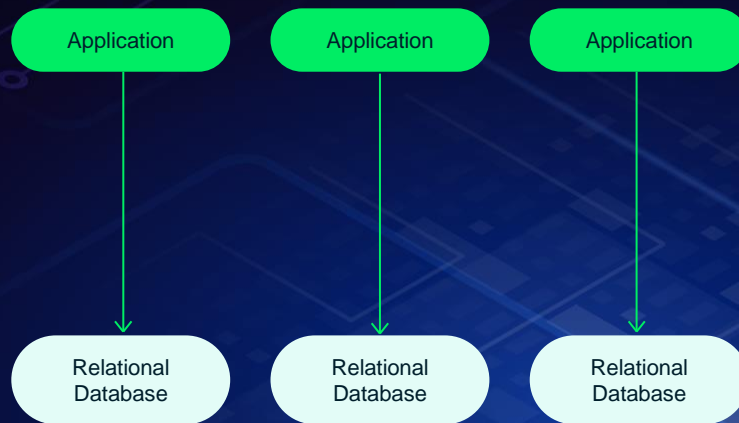 Application
Application
Application
Relational
Database
Relational
Database
Relational
Database